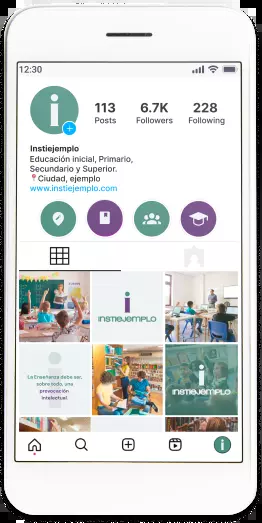 12:30
113
6.7K
228
Posts
Followers
Following
Instiejemplo
Educación inicial, Primario,
Secundario y Superior.
Ciudad, ejemplo
www.instiejemplo.com
INSTIEJEMPLO
La Enseñanza debe ser,
sobre todo, una
provocación
intelectual.
INSTIEJEMPLO